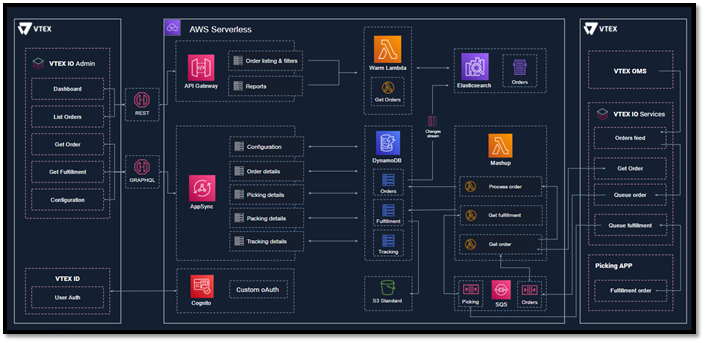 VTEX
VTEX IO Admin
Dashboard
List Orders
Get Order
Get Fulfillment
Configuration
REST
GRAPHQL
VTEX ID
User Auth
AWS Serverless
API Gateway
Order listing & filters
Reports
Warm Lambda
Get Orders
Elasticsearch
Orders
Changes
stream
AppSync
Configuration
Order details
Picking details
Packing details
Tracking details
DynamoDB
Orders
Fulfillment
Tracking
Mashup
Process order
Get fulfillment
Get order
Cognito
Custom oAuth
S3 Standard
Picking
SQS
Orders
VTEX
VTEX OMS
VTEX IO Services
Orders feed
Get Order
Queue order
Queue fulfillment
Picking APP
Fulfillment order